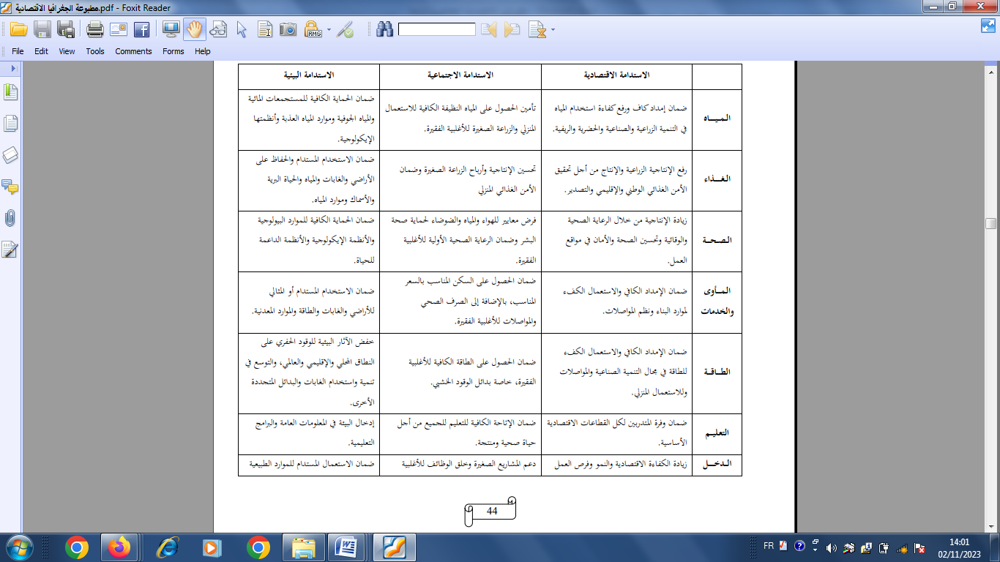 مطبوعة الجغرافيا الاقتصادية.pdf - Foxit Reader
RMS
File Edit View Tools Comments Forms Help
الاستدامة الاقتصادية
الاستدامة الاجتماعية
الاستدامة البيئية
الـميــاه
ضمان إمداد كاف ورفع كفاءة استخدام المياه
في التنمية الزراعية والصناعية والحضرية والريفية.
تأمين الحصول على المياه النظيفة الكافية للاستعمال
المنزلي والزراعة الصغيرة للأغلبية الفقيرة.
ضمان الحماية الكافية للمستجمعات المائية
والمياه الجوفية وموارد المياه العذبة وأنظمتها
الإيكولوجية.
الغــذاء
رفع الإنتاجية الزراعية والإنتاج من أجل تحقيق
الأمن الغذائي الوطني والإقليمي والتصدير.
تحسين الإنتاجية وأرباح الزراعة الصغيرة وضمان
الأمن الغذائي المنزلي
ضمان الاستخدام المستدام والحفاظ على
الأراضي والغابات والمياه والحياة البرية
والأسماك وموارد المياه.
الـصحــة
زيادة الإنتاجية من خلال الرعاية الصحية
والوقائية وتحسين الصحة والأمان في مواقع
العمل.
فرض معايير للهواء والمياه والضوضاء لحماية صحة
البشر وضمان الرعاية الصحية الأولية للأغلبية
الفقيرة.
ضمان الحماية الكافية للموارد البيولوجية
والأنظمة الإيكولوجية والأنظمة الداعمة
للحياة.
المــأوى
والخدمات
ضمان الإمداد الكافي والاستعمال الكفء
لموارد البناء ونظم المواصلات.
ضمان الحصول على السكن المناسب بالسعر
المناسب، بالإضافة إلى الصرف الصحي
والمواصلات للأغلبية الفقيرة.
ضمان الاستخدام المستدام أو المثالي
للأراضي والغابات والطاقة والموارد المعدنية.
الطــاقـة
ضمان الإمداد الكافي والاستعمال الكفء
للطاقة في مجال التنمية الصناعية والمواصلات
وللاستعمال المنزلي.
ضمان الحصول على الطاقة الكافية للأغلبية
الفقيرة، خاصة بدائل الوقود الخشبي.
خفض الآثار البيئية للوقود الحفري على
النطاق المحلي والإقليمي والعالمي، والتوسع في
تنمية واستخدام الغابات والبدائل المتجددة
الأخرى.
التعليـم
ضمان وفرة المتدربين لكل القطاعات الاقتصادية
الأساسية.
ضمان الإتاحة الكافية للتعليم للجميع من أجل
حياة صحية ومنتجة.
إدخال البيئة في المعلومات العامة والبرامج
التعليمية.
الـدخــل
زيادة الكفاءة الاقتصادية والنمو وفرص العمل
دعم المشاريع الصغيرة وخلق الوظائف للأغلبية
ضمان الاستعمال المستدام للموارد الطبيعية
44
FR
14:01
02/11/2023